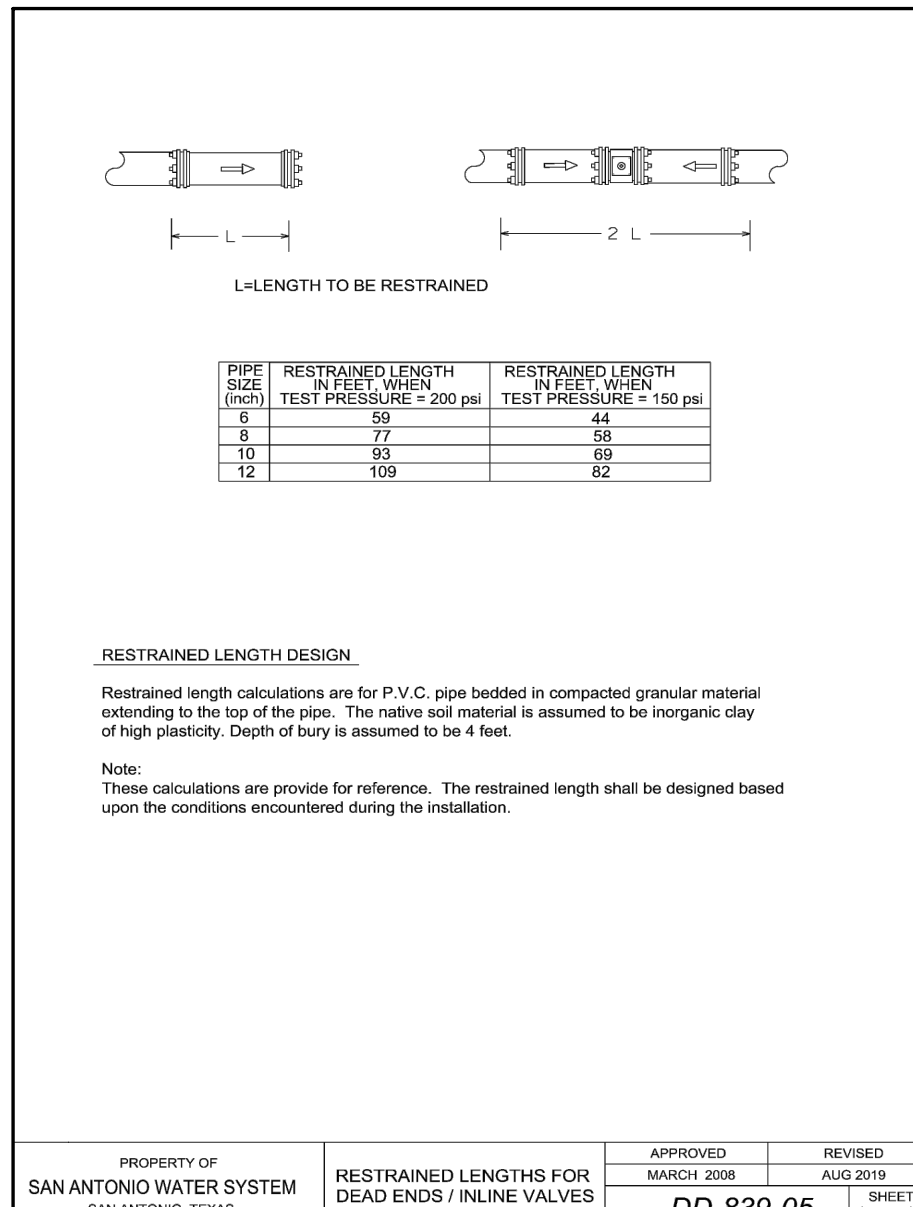 L
2 L
L=LENGTH TO BE RESTRAINED
PIPE SIZE (inch) RESTRAINED LENGTH IN FEET, WHEN TEST PRESSURE = 200 psi RESTRAINED LENGTH IN FEET, WHEN TEST PRESSURE = 150 psi
6 59 44
8 77 58
10 93 69
12 109 82
RESTRAINED LENGTH DESIGN
Restrained length calculations are for P.V.C. pipe bedded in compacted granular material
extending to the top of the pipe. The native soil material is assumed to be inorganic clay
of high plasticity. Depth of bury is assumed to be 4 feet.
Note:
These calculations are provide for reference. The restrained length shall be designed based
upon the conditions encountered during the installation.
PROPERTY OF
SAN ANTONIO WATER SYSTEM
SAN ANTONIO, TEXAS
RESTRAINED LENGTHS FOR
DEAD ENDS / INLINE VALVES
APPROVED REVISED
MARCH 2008 AUG 2019
DD-839-05
SHEET